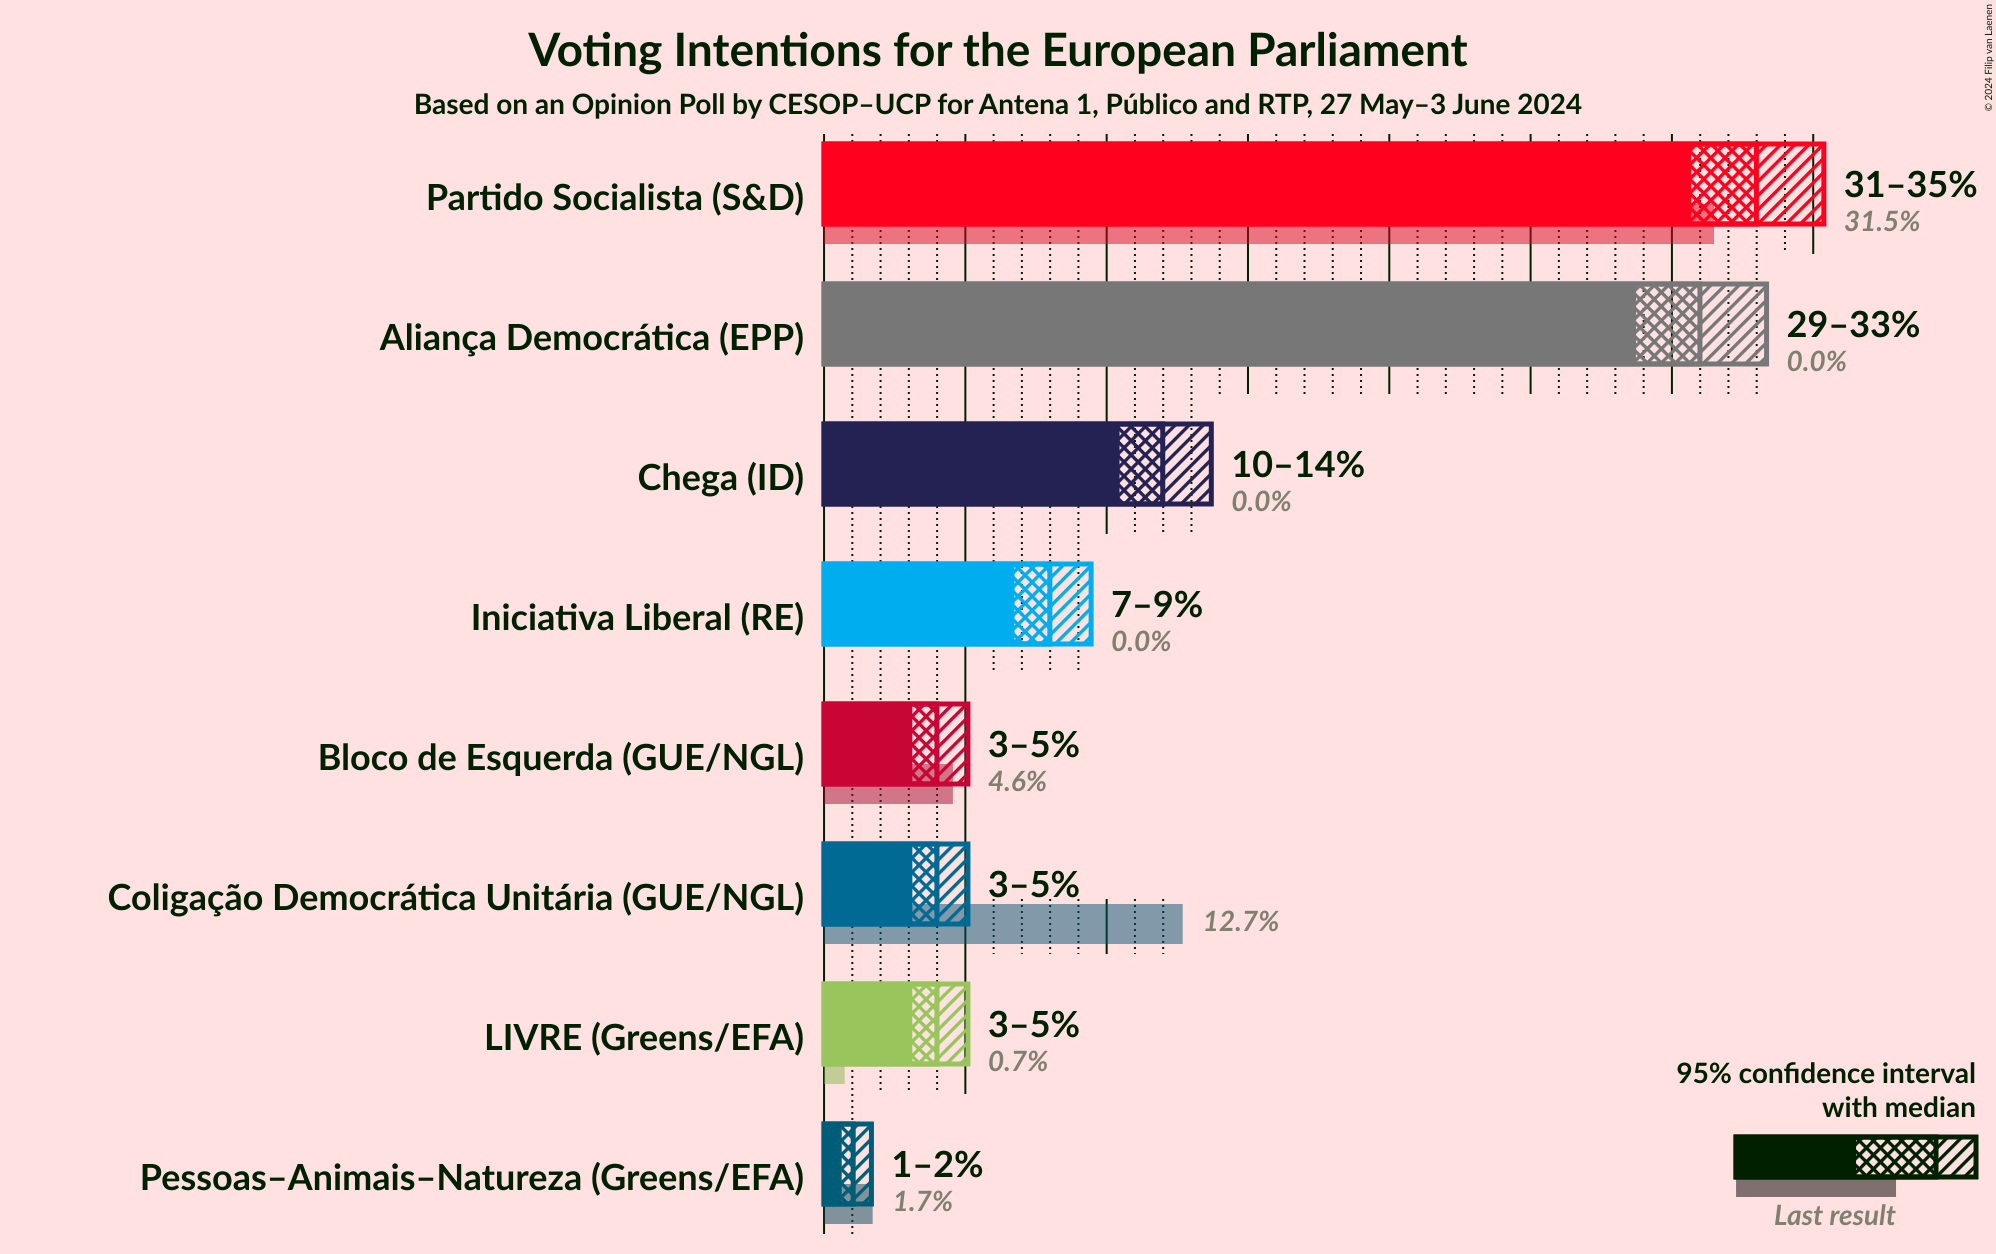 Voting Intentions for the European Parliament
Based on an Opinion Poll by CESOP–UCP for Antena 1, Público and RTP, 27 May–3 June 2024
© 2024 Filip van Laenen
Partido Socialista (S&D)
31–35%
31.5%
Aliança Democrática (EPP)
29–33%
0.0%
Chega (ID)
10–14%
0.0%
Iniciativa Liberal (RE)
7–9%
0.0%
Bloco de Esquerda (GUE/NGL)
3–5%
4.6%
Coligação Democrática Unitária (GUE/NGL)
3–5%
12.7%
LIVRE (Greens/EFA)
3–5%
0.7%
Pessoas–Animais–Natureza (Greens/EFA)
1–2%
1.7%
95% confidence interval
with median
Last result